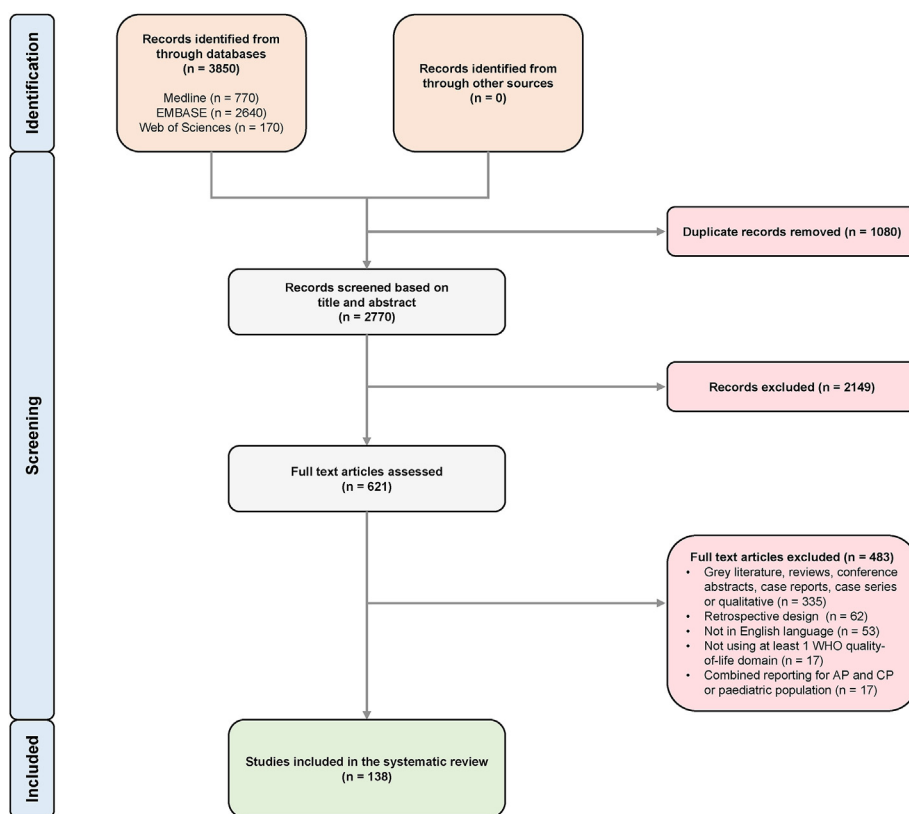 Identification
Records identified from
through databases
(n = 3850)
Medline (n = 770)
EMBASE (n = 2640)
Web of Sciences (n = 170)
Records identified from
through other sources
(n = 0)
Duplicate records removed (n = 1080)
Screening
Records screened based on
title and abstract
(n = 2770)
Records excluded (n = 2149)
Full text articles assessed
(n = 621)
Full text articles excluded (n = 483)
• Grey literature, reviews, conference
abstracts, case reports, case series
or qualitative (n = 335)
• Retrospective design (n = 62)
• Not in English language (n = 53)
• Not using at least 1 WHO quality-
of-life domain (n = 17)
• Combined reporting for AP and CP
or paediatric population (n = 17)
Included
Studies included in the systematic review
(n = 138)